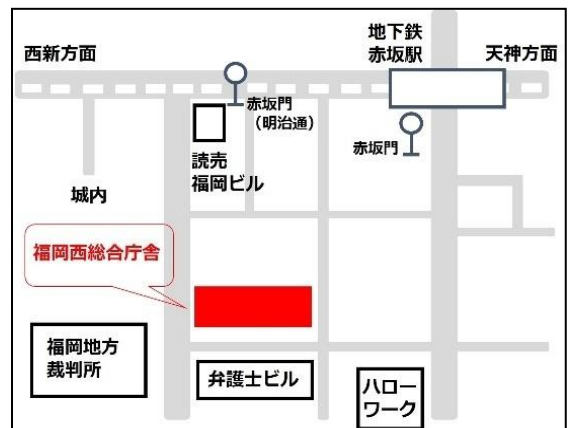 西新方面
地下鉄
赤坂駅
天神方面
赤坂門
（明治通）
赤坂門
読売
福岡ビル
城内
福岡西総合庁舎
福岡地方
裁判所
弁護士ビル
ハロー
ワーク